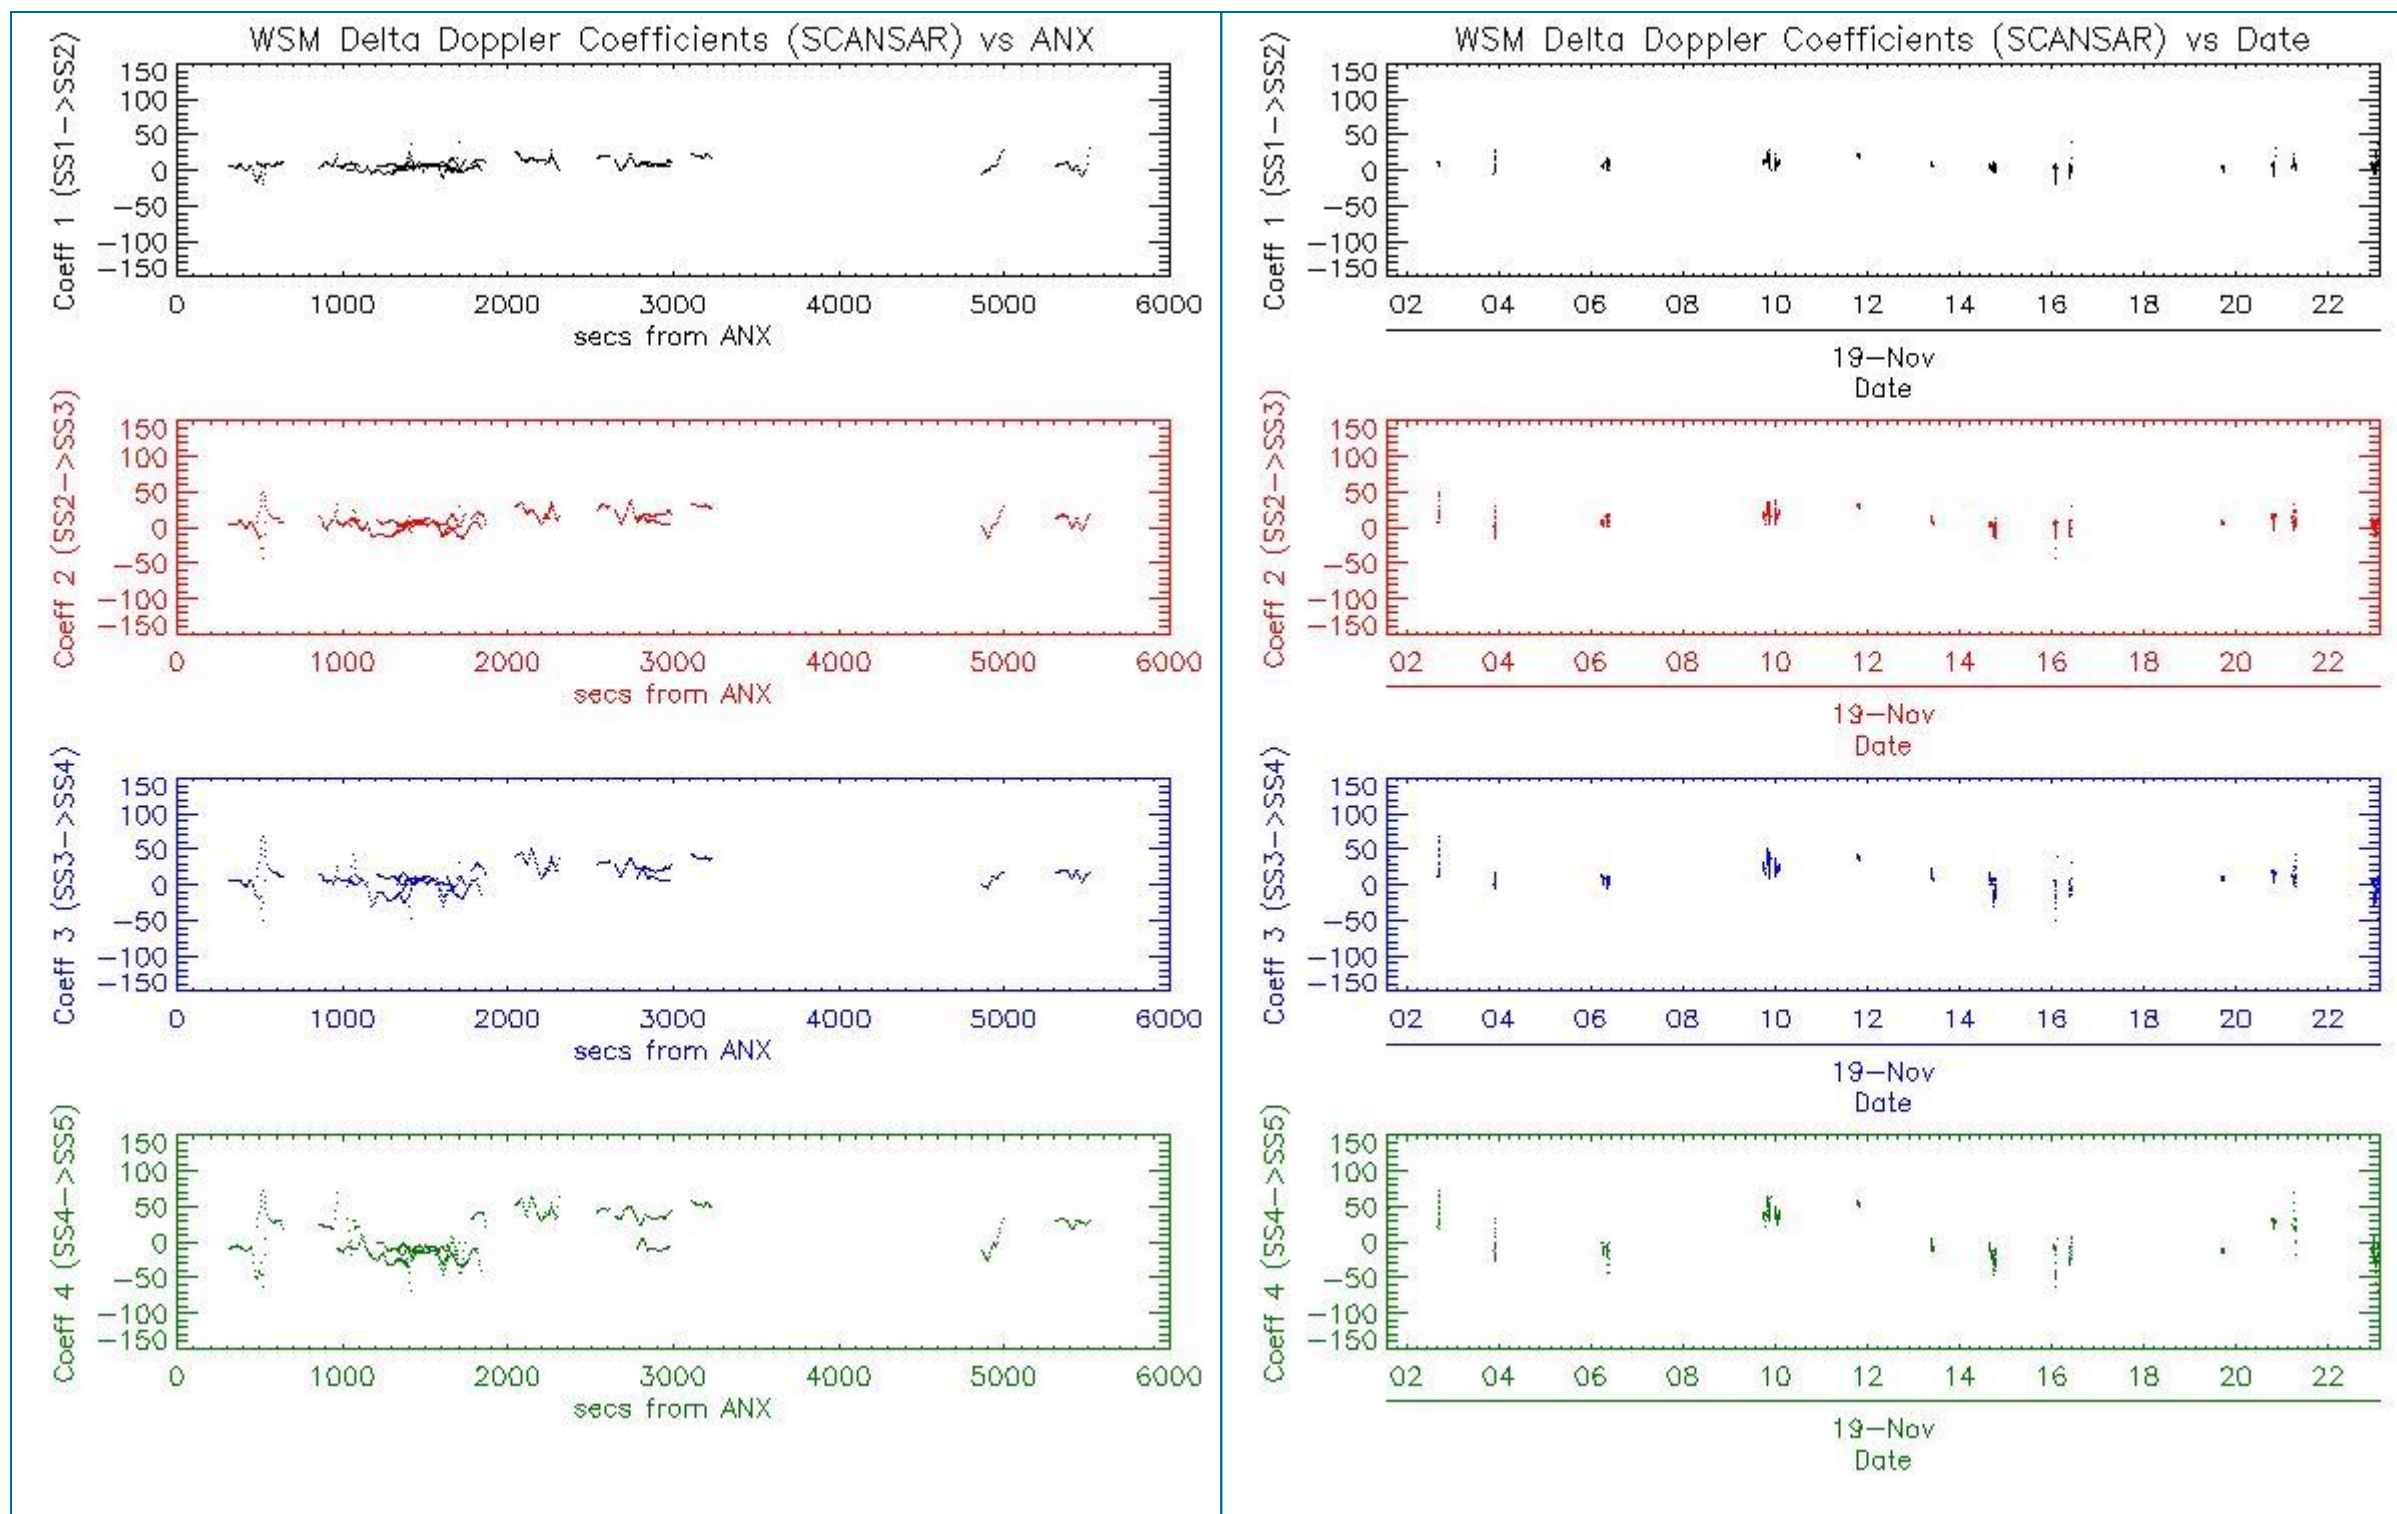 WSM Delta Doppler Coefficients (SCANSAR) vs ANX
Coeff 1 (SS1->SS2)
150
100
50
0
-50
-100
-150
0 1000 2000 3000 4000 5000 6000
secs from ANX
Coeff 2 (SS2->SS3)
150
100
50
0
-50
-100
-150
0 1000 2000 3000 4000 5000 6000
secs from ANX
Coeff 3 (SS3->SS4)
150
100
50
0
-50
-100
-150
0 1000 2000 3000 4000 5000 6000
secs from ANX
Coeff 4 (SS4->SS5)
150
100
50
0
-50
-100
-150
0 1000 2000 3000 4000 5000 6000
secs from ANX
WSM Delta Doppler Coefficients (SCANSAR) vs Date
Coeff 1 (SS1->SS2)
150
100
50
0
-50
-100
-150
02 04 06 08 10 12 14 16 18 20 22
19-Nov
Date
Coeff 2 (SS2->SS3)
150
100
50
0
-50
-100
-150
02 04 06 08 10 12 14 16 18 20 22
19-Nov
Date
Coeff 3 (SS3->SS4)
150
100
50
0
-50
-100
-150
02 04 06 08 10 12 14 16 18 20 22
19-Nov
Date
Coeff 4 (SS4->SS5)
150
100
50
0
-50
-100
-150
02 04 06 08 10 12 14 16 18 20 22
19-Nov
Date